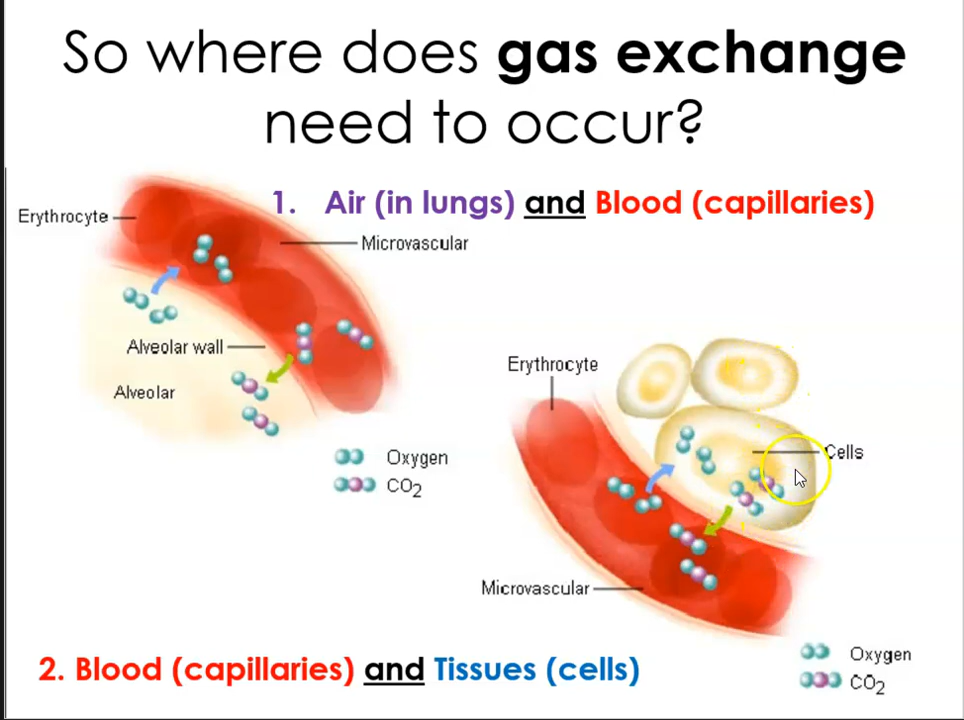 So where does gas exchange
need to occur?
1. Air (in lungs) and Blood (capillaries)
Erythrocyte
Microvascular
Alveolar wall
Alveolar
Oxygen
CO2
Erythrocyte
Cells
Microvascular
2. Blood (capillaries) and Tissues (cells)
Oxygen
CO2